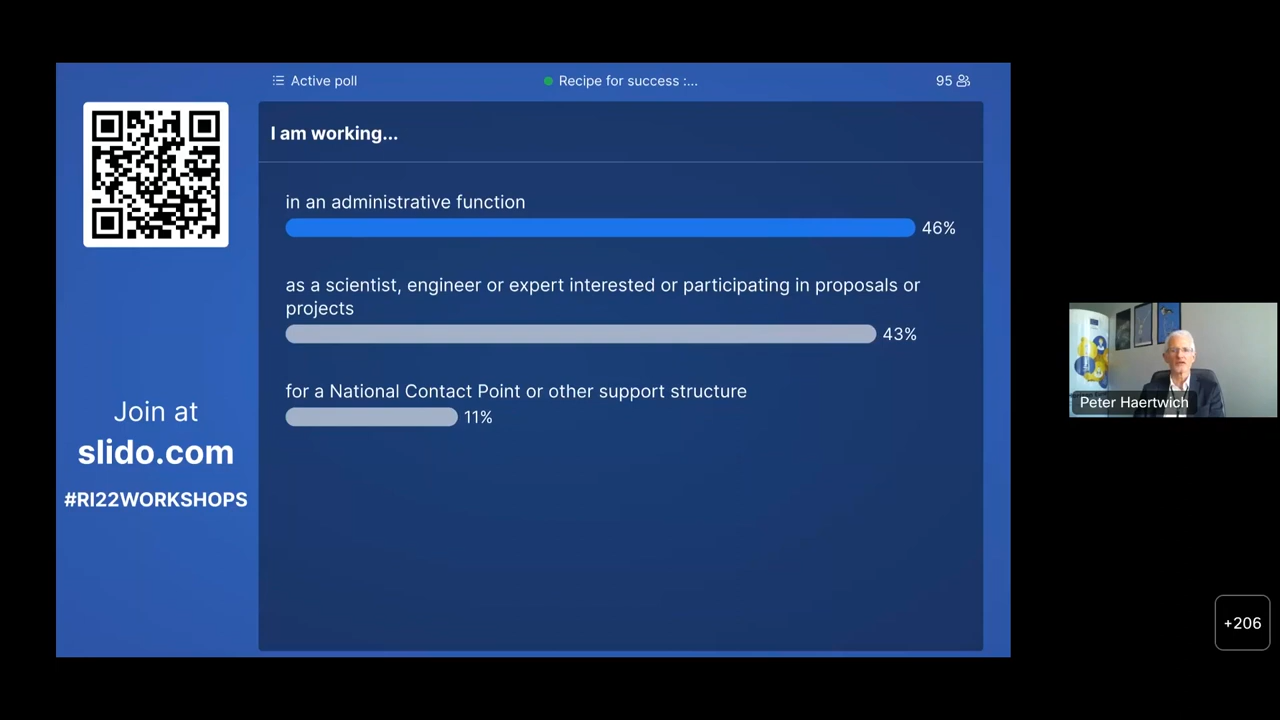 Active poll
Recipe for success :...
95
I am working...
in an administrative function
46%
as a scientist, engineer or expert interested or participating in proposals or
projects
43%
for a National Contact Point or other support structure
11%
Join at
slido.com
#RI22WORKSHOPS
Peter Haertwich
+206